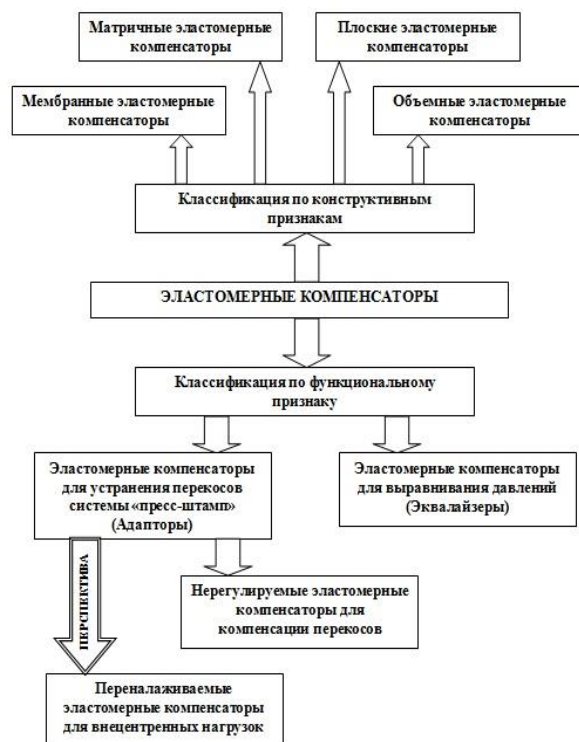 Матричные эластомерные
компенсаторы
Плоские эластомерные
компенсаторы
Мембранные эластомерные
компенсаторы
Объемные эластомерные
компенсаторы
Классификация по конструктивным
признакам
ЭЛАСТОМЕРНЫЕ КОМПЕНСАТОРЫ
Классификация по функциональному
признаку
Эластомерные компенсаторы
для устранения перекосов
системы «пресс-штамп»
(Адапторы)
Эластомерные компенсаторы
для выравнивания давлений
(Эквалайзеры)
ПЕРСПЕКТИВА
Нерегулируемые эластомерные
компенсаторы для
компенсации перекосов
Переналаживаемые
эластомерные компенсаторы
для внецентренных нагрузок